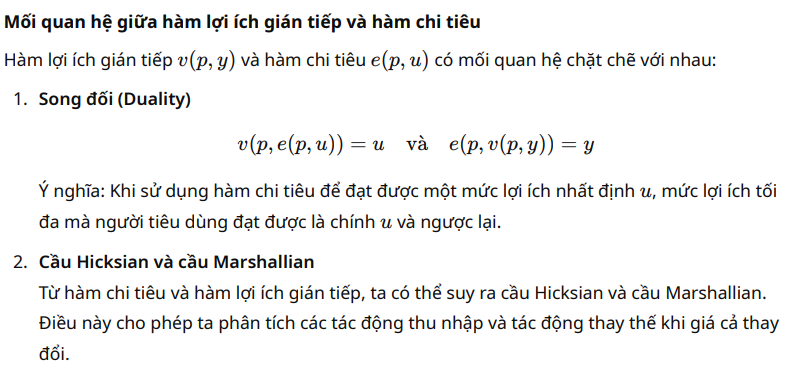 Mối quan hệ giữa hàm lợi ích gián tiếp và hàm chi tiêu
Hàm lợi ích gián tiếp v(p, y) và hàm chi tiêu e(p, u) có mối quan hệ chặt chẽ với nhau:
1. Song đối (Duality)
v(p, e(p, u)) = u và e(p, v(p, y)) = y
Ý nghĩa: Khi sử dụng hàm chi tiêu để đạt được một mức lợi ích nhất định u, mức lợi ích tối
đa mà người tiêu dùng đạt được là chính u và ngược lại.
2. Cầu Hicksian và cầu Marshallian
Từ hàm chi tiêu và hàm lợi ích gián tiếp, ta có thể suy ra cầu Hicksian và cầu Marshallian.
Điều này cho phép ta phân tích các tác động thu nhập và tác động thay thế khi giá cả thay
đổi.